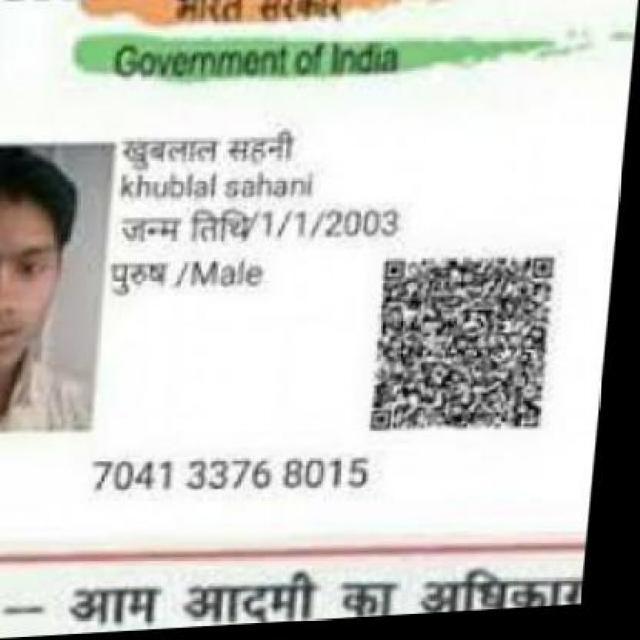 भारत सरकार
Government of India
खुबलाल सहनी
khublal sahani
जन्म तिथि/1/1/2003
पुरुष /Male
7041 3376 8015
— आम आदमी का अधिकार